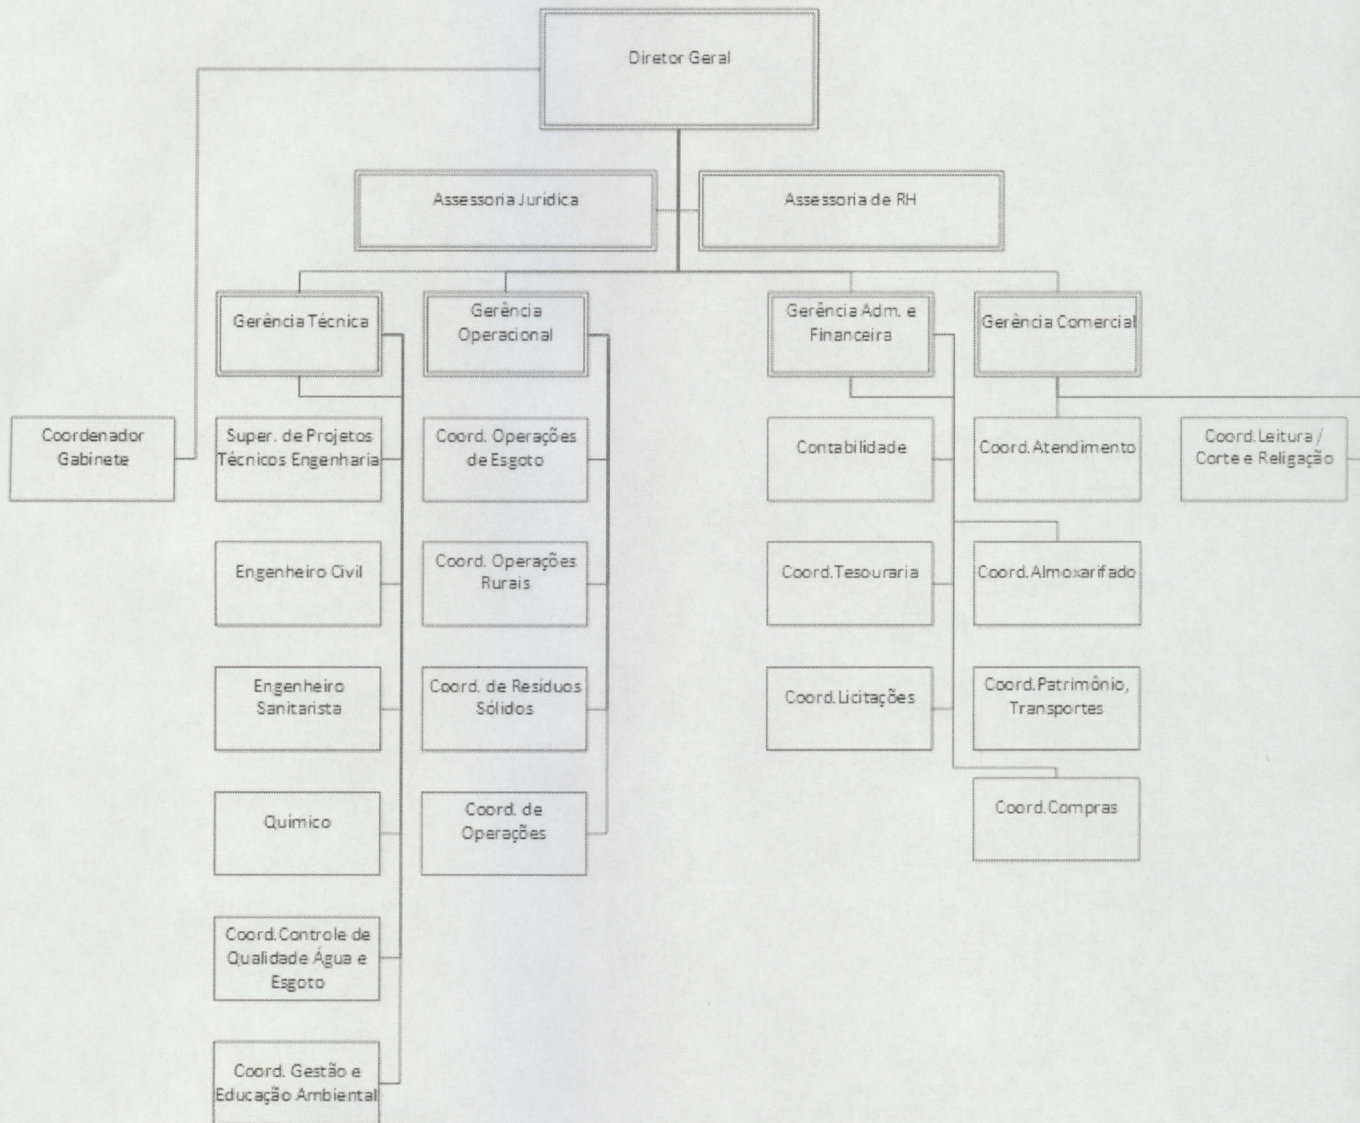 Diretor Geral
Assessoria Jurídica
Assessoria de RH
Gerência Técnica
Gerência
Operacional
Gerência Adm. e
Financeira
Gerência Comercial
Coordenador
Gabinete
Super. de Projetos
Técnicos Engenharia
Coord. Operações
de Esgoto
Contabilidade
Coord.Atendimento
Coord.Leitura /
Corte e Religação
Engenheiro Civil
Coord. Operações
Rurais
Coord.Tesouraria
Coord.Almoxarifado
Engenheiro
Sanitarista
Coord. de Resíduos
Sólidos
Coord.Licitações
Coord.Patrimônio,
Transportes
Químico
Coord. de
Operações
Coord.Compras
Coord.Controle de
Qualidade Água e
Esgoto
Coord. Gestão e
Educação Ambiental